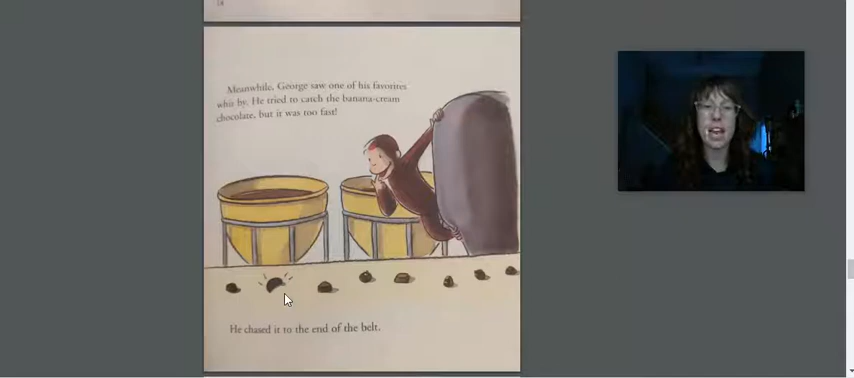 18
Meanwhile, George saw one of his favorites
whiz by. He tried to catch the banana-cream
chocolate, but it was too fast!
He chased it to the end of the belt.